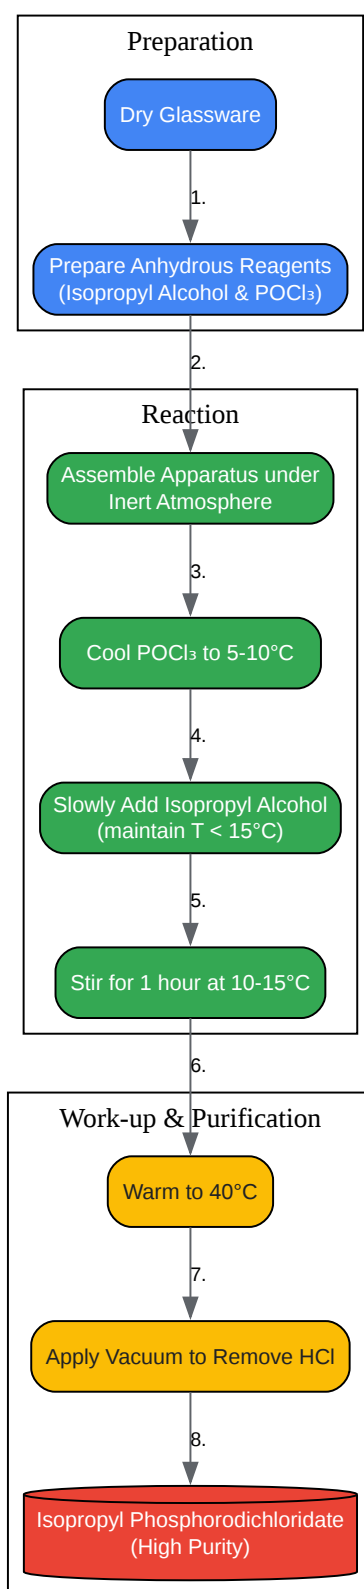 Preparation
Dry Glassware
1.
Prepare Anhydrous Reagents
(Isopropyl Alcohol & POCl₃)
2.
Reaction
Assemble Apparatus under
Inert Atmosphere
3.
Cool POCl₃ to 5-10°C
4.
Slowly Add Isopropyl Alcohol
(maintain T < 15°C)
5.
Stir for 1 hour at 10-15°C
6.
Work-up & Purification
Warm to 40°C
7.
Apply Vacuum to Remove HCl
8.
Isopropyl Phosphorodichloridate
(High Purity)